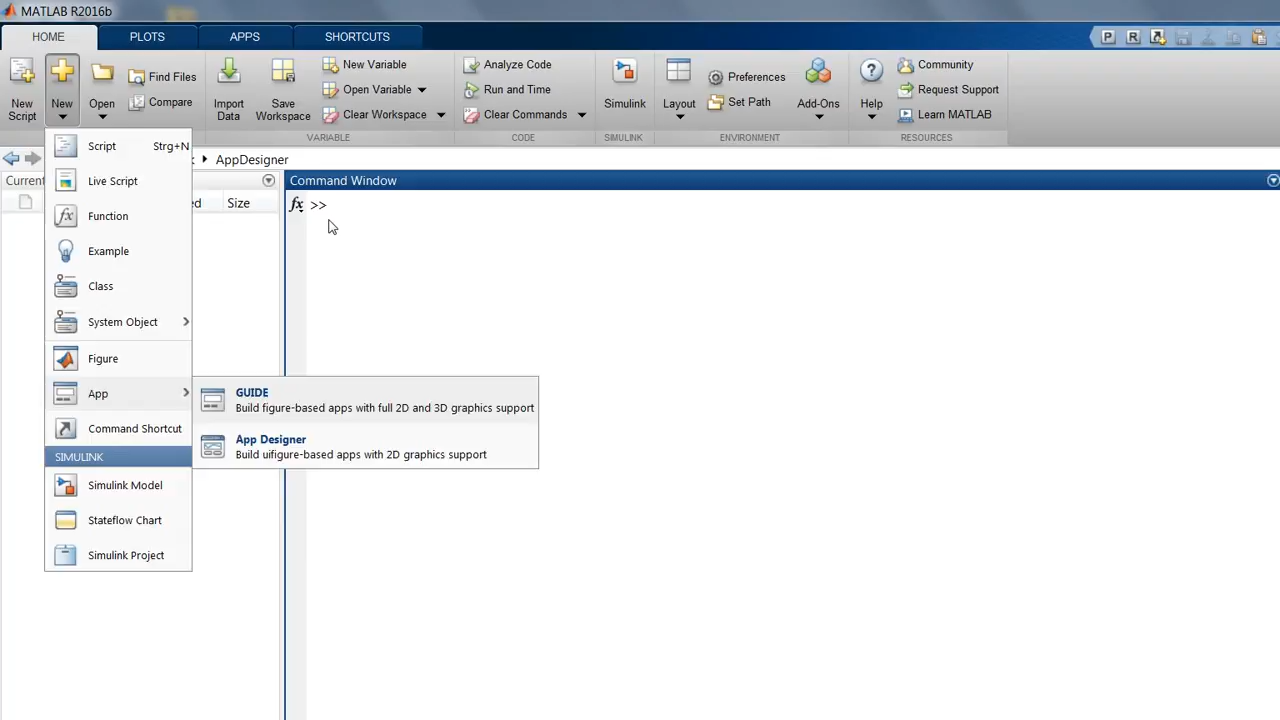 MATLAB R2016b
HOME
PLOTS
APPS
SHORTCUTS
P
R
New Script
New
Open
Find Files
Compare
Import Data
Save Workspace
New Variable
Open Variable
Clear Workspace
VARIABLE
Analyze Code
Run and Time
Clear Commands
CODE
Simulink
SIMULINK
Layout
Preferences
Set Path
Add-Ons
ENVIRONMENT
Help
Community
Request Support
Learn MATLAB
RESOURCES
AppDesigner
Current
ed
Size
Command Window
fx >>
Script Strg+N
Live Script
Function
Example
Class
System Object
Figure
App
Command Shortcut
SIMULINK
Simulink Model
Stateflow Chart
Simulink Project
GUIDE
Build figure-based apps with full 2D and 3D graphics support
App Designer
Build uifigure-based apps with 2D graphics support